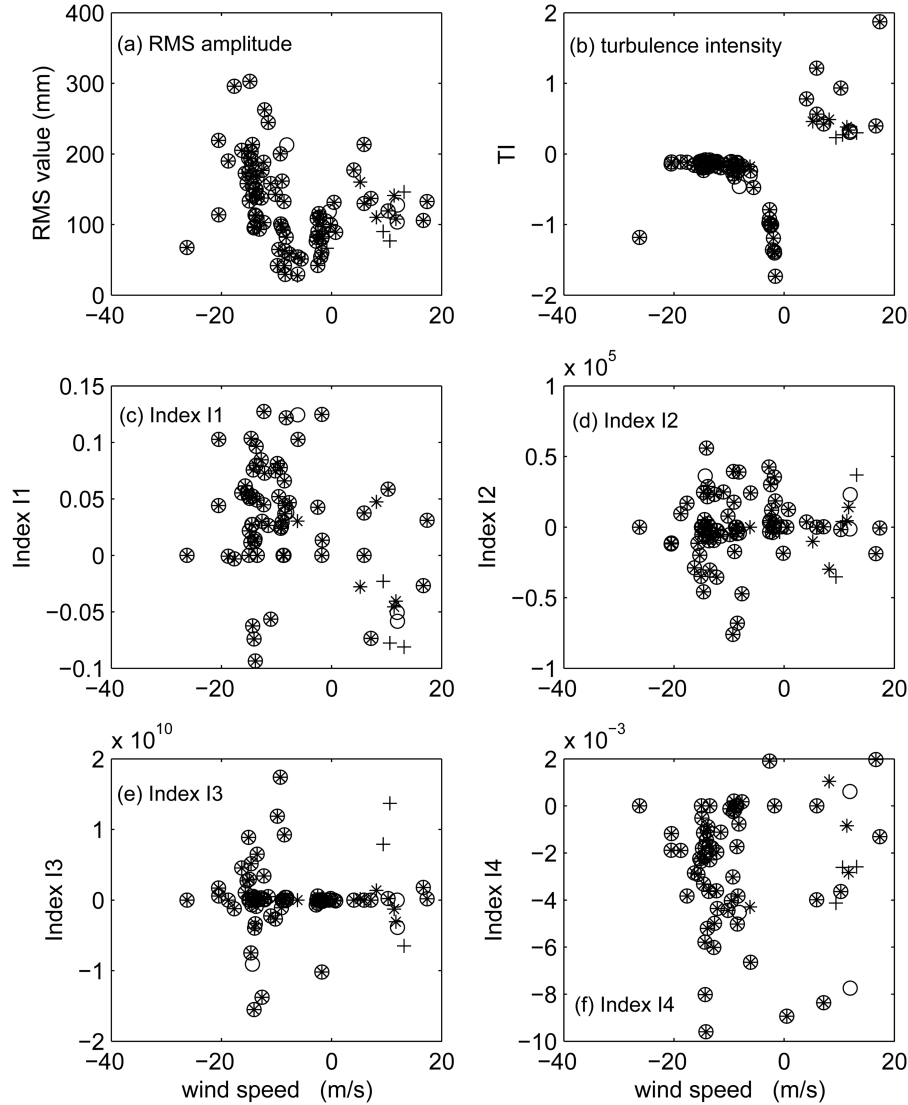 400
(a) RMS amplitude
300
200
100
0
RMS value (mm)
−40 −20 0 20
2
(b) turbulence intensity
1
0
−1
−2
TI
−40 −20 0 20
0.15
(c) Index I1
0.1
0.05
0
−0.05
−0.1
Index I1
−40 −20 0 20
x 10^5
1
(d) Index I2
0.5
0
−0.5
−1
Index I2
−40 −20 0 20
x 10^10
2
(e) Index I3
1
0
−1
−2
Index I3
−40 −20 0 20
wind speed (m/s)
x 10^−3
2
0
−2
−4
−6
−8
(f) Index I4
−10
Index I4
−40 −20 0 20
wind speed (m/s)